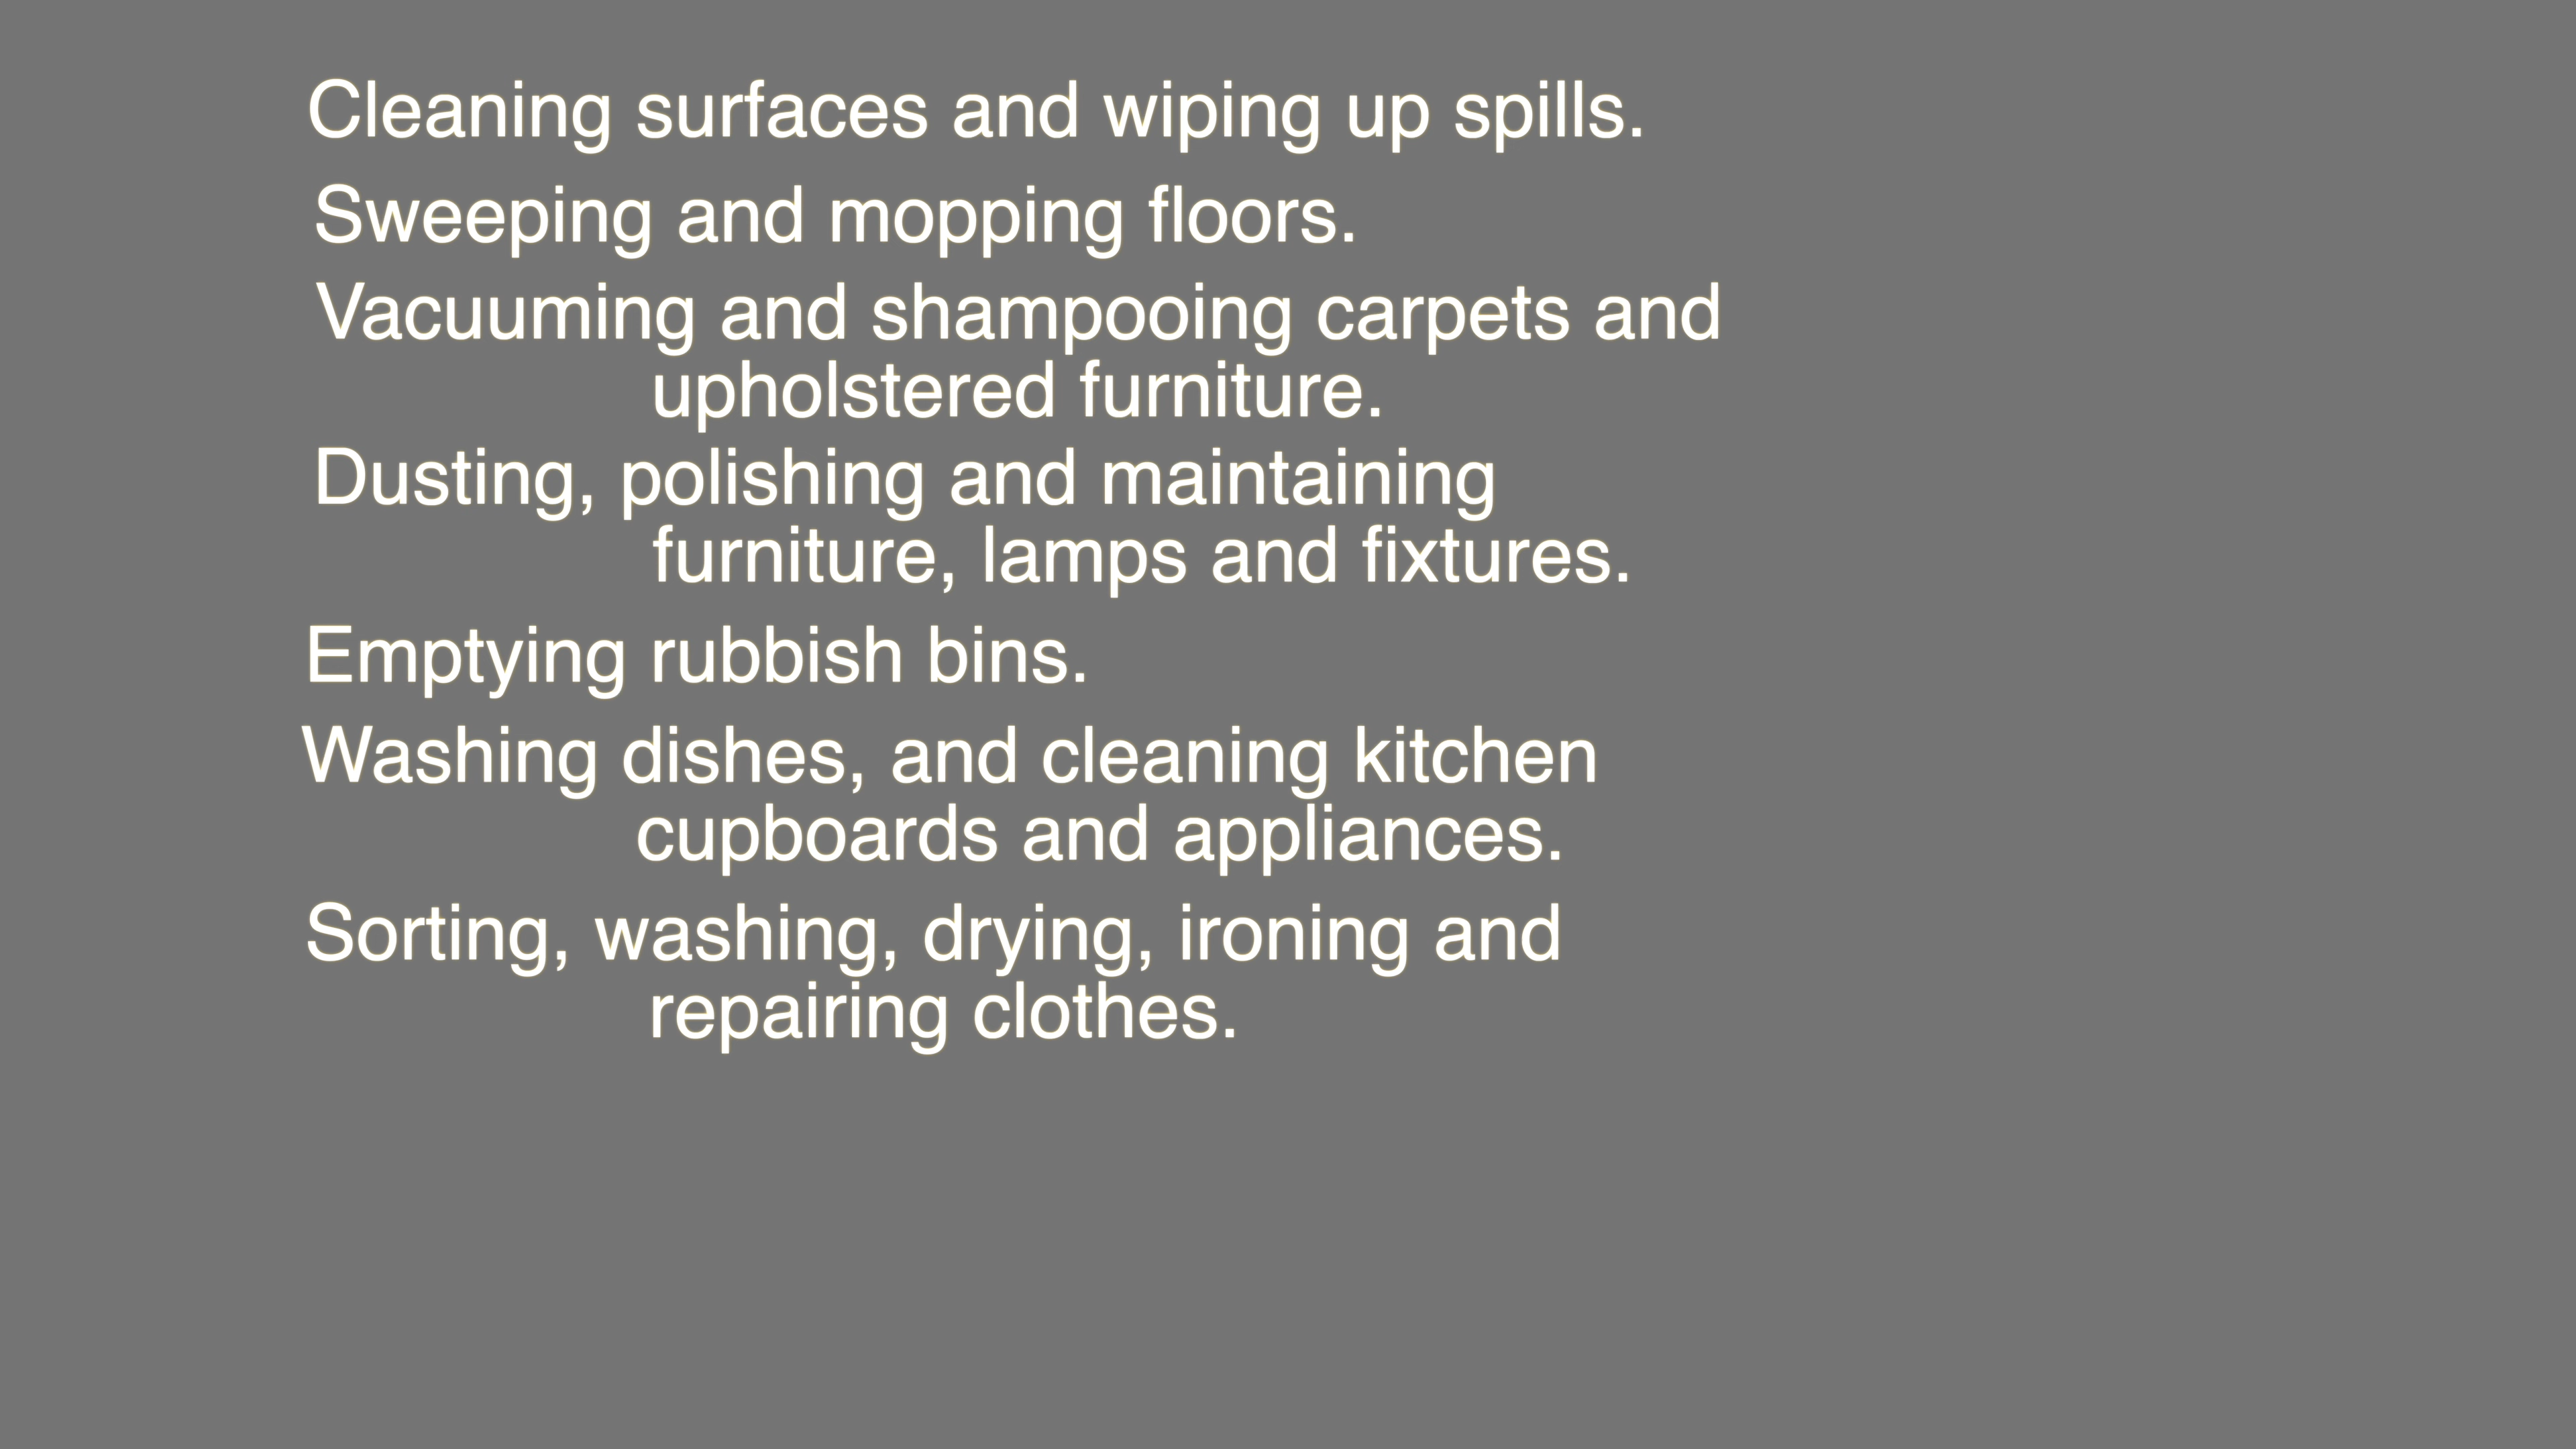 Cleaning surfaces and wiping up spills.
Sweeping and mopping floors.
Vacuuming and shampooing carpets and
upholstered furniture.
Dusting, polishing and maintaining
furniture, lamps and fixtures.
Emptying rubbish bins.
Washing dishes, and cleaning kitchen
cupboards and appliances.
Sorting, washing, drying, ironing and
repairing clothes.